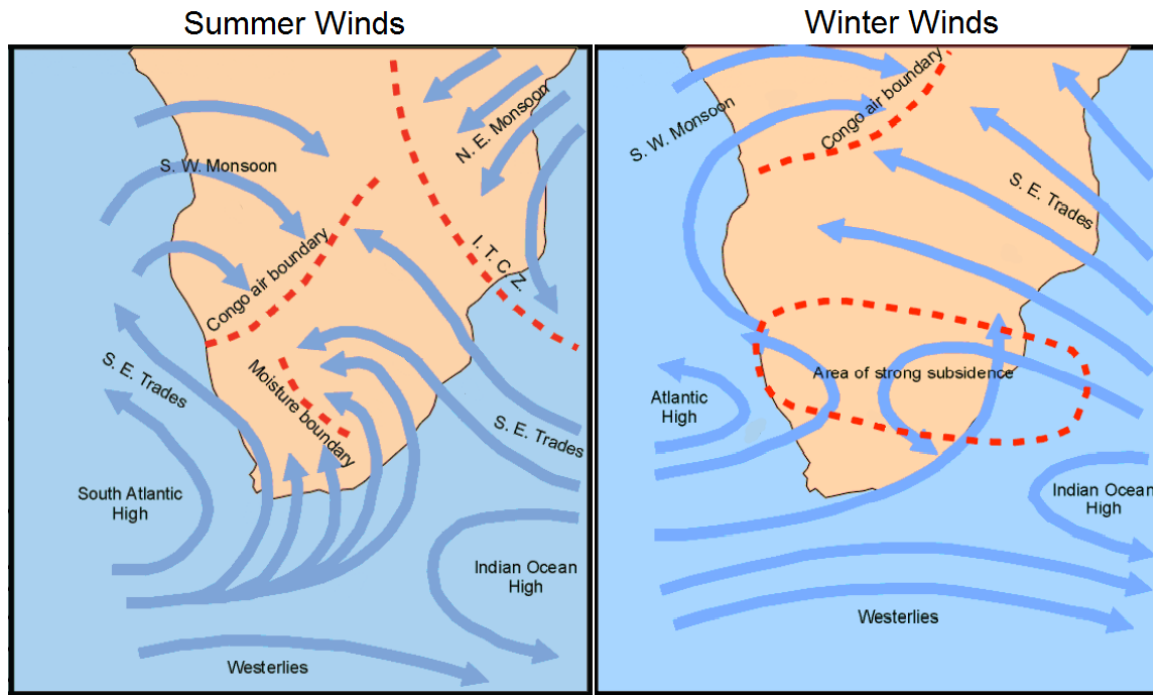 Summer Winds
N. E. Monsoon
S. W. Monsoon
I. T. C. Z.
Congo air boundary
S. E. Trades
Moisture boundary
S. E. Trades
South Atlantic
High
Indian Ocean
High
Westerlies
Winter Winds
Congo air boundary
S. W. Monsoon
S. E. Trades
Area of strong subsidence
Atlantic
High
Indian Ocean
High
Westerlies